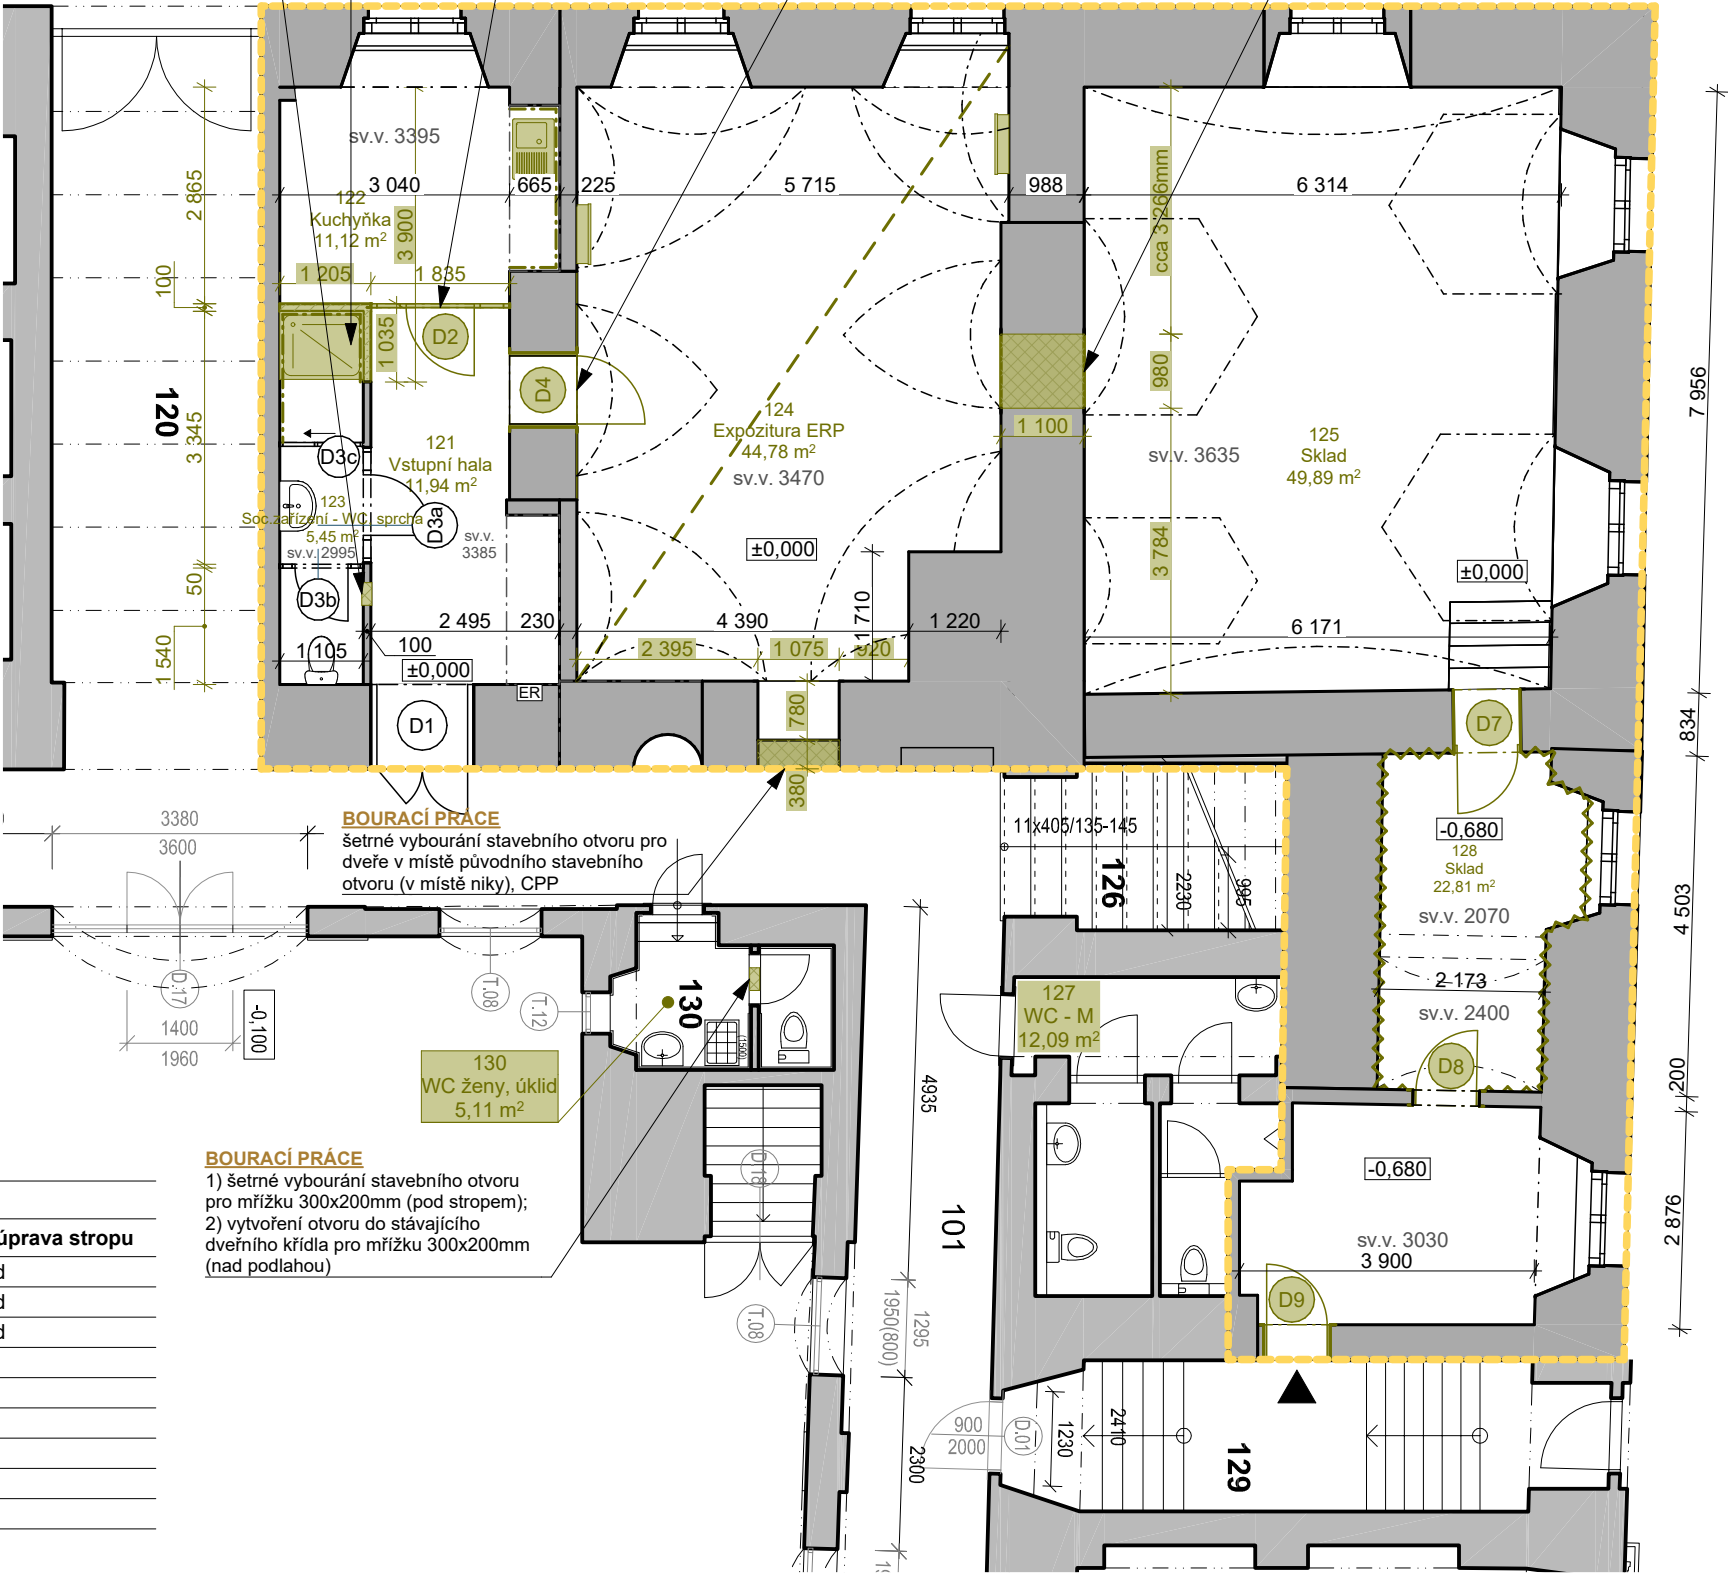 sv.v. 3395
3 040
665
225
5 715
988
6 314
122
Kuchyňka
11,12 m²
3 900
1 205
1 835
2 865
100
3 345
50
1 540
120
1 035
D2
D4
cca 3 266mm
980
3 784
1 100
7 956
834
4 503
200
2 876
121
Vstupní hala
11,94 m²
124
Expozitura ERP
44,78 m²
sv.v. 3470
125
Sklad
49,89 m²
sv.v. 3635
D3c
D3a
D3b
123
Soc.zařízení - WC, sprcha
5,45 m²
sv.v. 2995
sv.v.
3385
±0,000
±0,000
2 495
230
4 390
1 710
1 220
6 171
1 105
100
±0,000
2 395
1 075
920
ER
D1
780
380
D7
BOURACÍ PRÁCE
šetrné vybourání stavebního otvoru pro
dveře v místě původního stavebního
otvoru (v místě niky), CPP
3380
3600
11x405/135-145
126
2230
995
-0,680
128
Sklad
22,81 m²
sv.v. 2070
2 173
sv.v. 2400
D8
D.17
1400
1960
-0,100
T.08
T.12
130
(1500)
130
WC ženy, úklid
5,11 m²
127
WC - M
12,09 m²
4935
BOURACÍ PRÁCE
1) šetrné vybourání stavebního otvoru
pro mřížku 300x200mm (pod stropem);
2) vytvoření otvoru do stávajícího
dveřního křídla pro mřížku 300x200mm
(nad podlahou)
D.18
T.08
101
1295
1950(800)
2300
-0,680
sv.v. 3030
3 900
D9
úprava stropu
d
d
d
900
2000
D.01
1230
2410
129